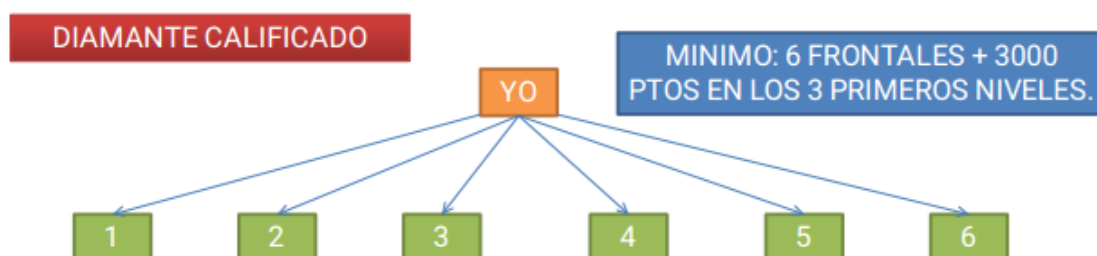 DIAMANTE CALIFICADO
MINIMO: 6 FRONTALES + 3000
PTOS EN LOS 3 PRIMEROS NIVELES.
YO
1
2
3
4
5
6